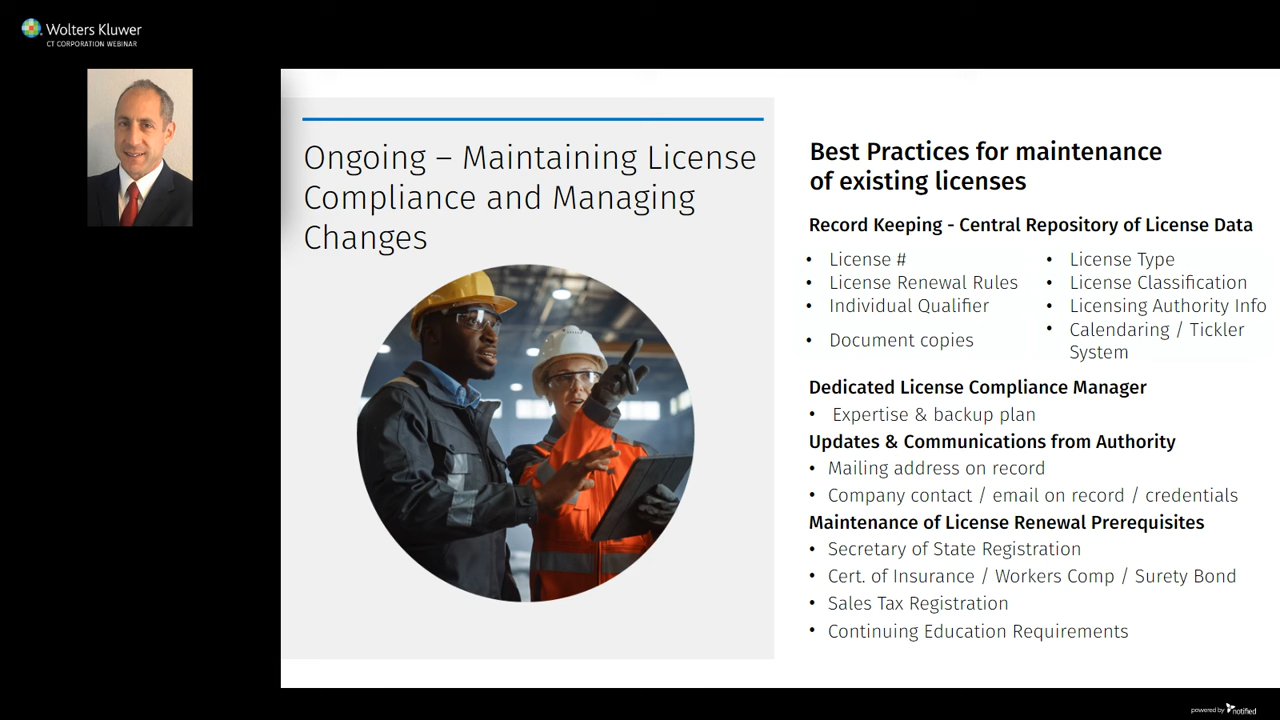 Wolters Kluwer
CT CORPORATION WEBINAR
Ongoing – Maintaining License
Compliance and Managing
Changes
Best Practices for maintenance
of existing licenses
Record Keeping - Central Repository of License Data
• License #
• License Renewal Rules
• Individual Qualifier
• Document copies
• License Type
• License Classification
• Licensing Authority Info
• Calendaring / Tickler
System
Dedicated License Compliance Manager
• Expertise & backup plan
Updates & Communications from Authority
• Mailing address on record
• Company contact / email on record / credentials
Maintenance of License Renewal Prerequisites
• Secretary of State Registration
• Cert. of Insurance / Workers Comp / Surety Bond
• Sales Tax Registration
• Continuing Education Requirements
powered by notified